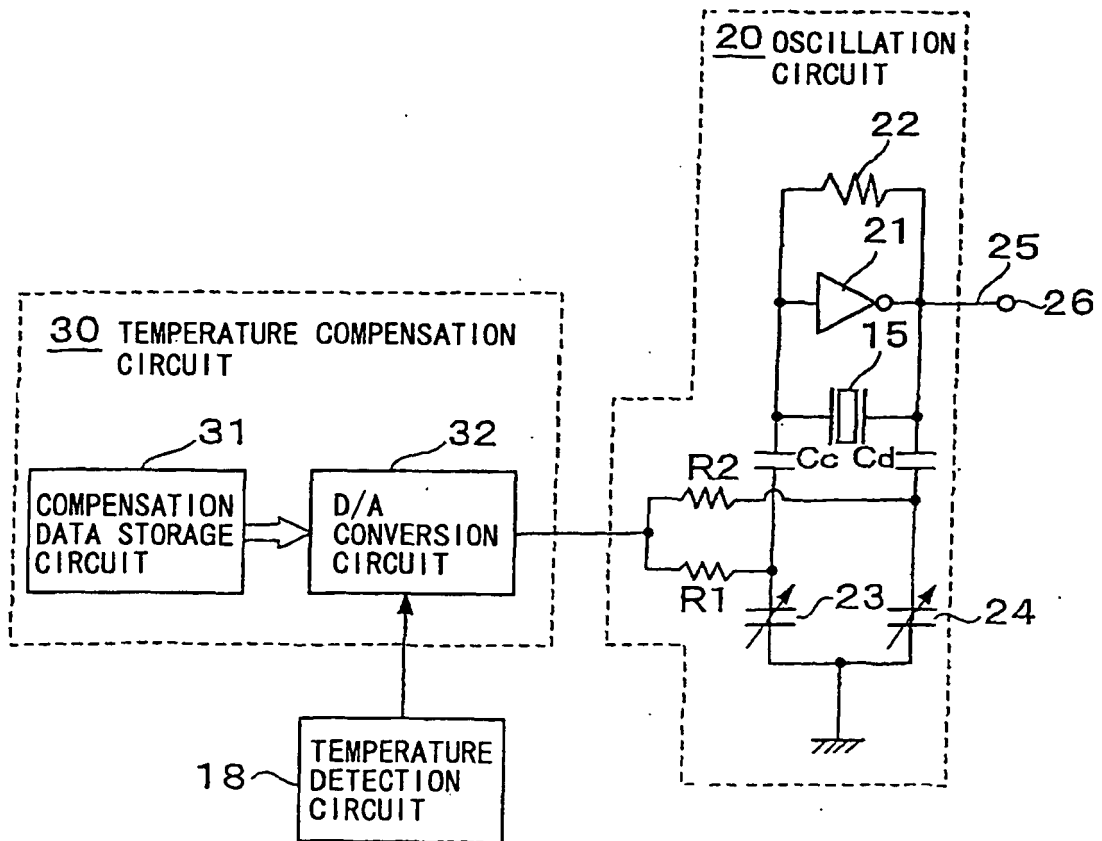 20 OSCILLATION
CIRCUIT
22
21
25
26
15
Cc
Cd
30 TEMPERATURE COMPENSATION
CIRCUIT
31
32
COMPENSATION
DATA STORAGE
CIRCUIT
D/A
CONVERSION
CIRCUIT
R2
R1
23
24
18
TEMPERATURE
DETECTION
CIRCUIT